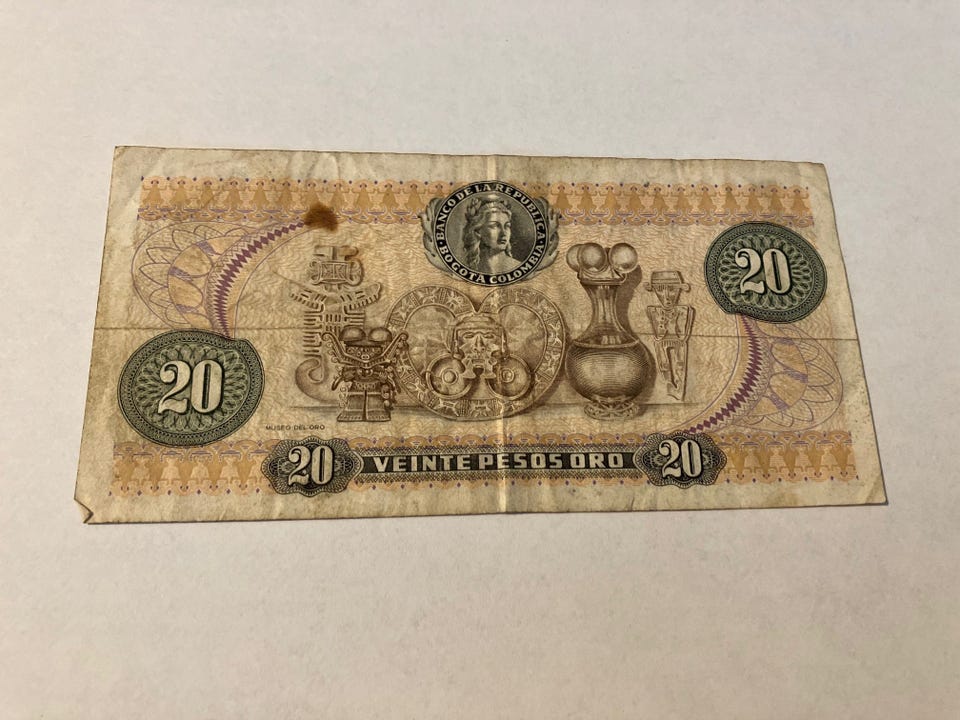 BANCO DE LA REPUBLICA
BOGOTA COLOMBIA
20
20
MUSEO DEL ORO
20 VEINTE PESOS ORO 20